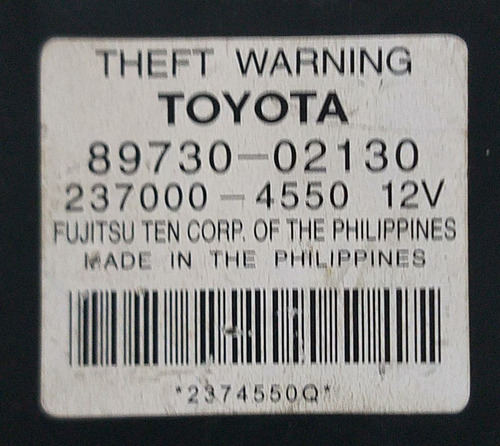 THEFT WARNING
TOYOTA
89730-02130
237000-4550 12V
FUJITSU TEN CORP. OF THE PHILIPPINES
MADE IN THE PHILIPPINES
*2374550Q*